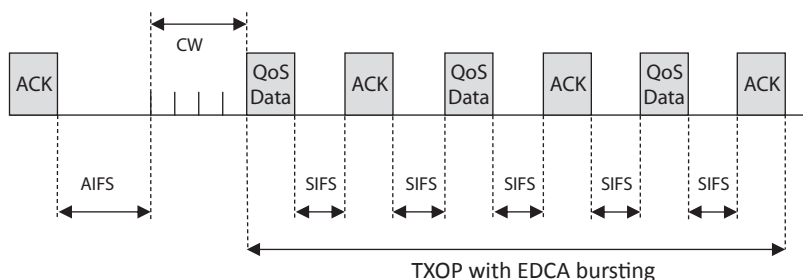 CW
ACK
QoS
Data
ACK
QoS
Data
ACK
QoS
Data
ACK
AIFS
SIFS
SIFS
SIFS
SIFS
SIFS
TXOP with EDCA bursting